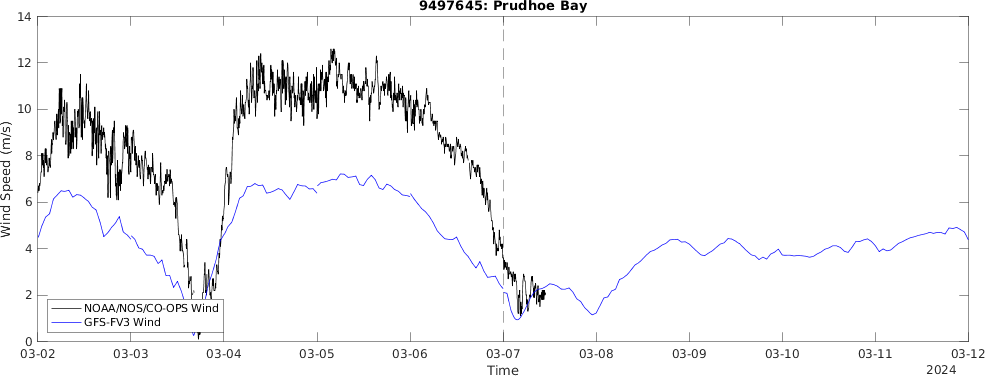 9497645: Prudhoe Bay
Wind Speed (m/s)
14
12
10
8
6
4
2
0
NOAA/NOS/CO-OPS Wind
GFS-FV3 Wind
03-02 03-03 03-04 03-05 03-06 03-07 03-08 03-09 03-10 03-11 03-12
Time
2024